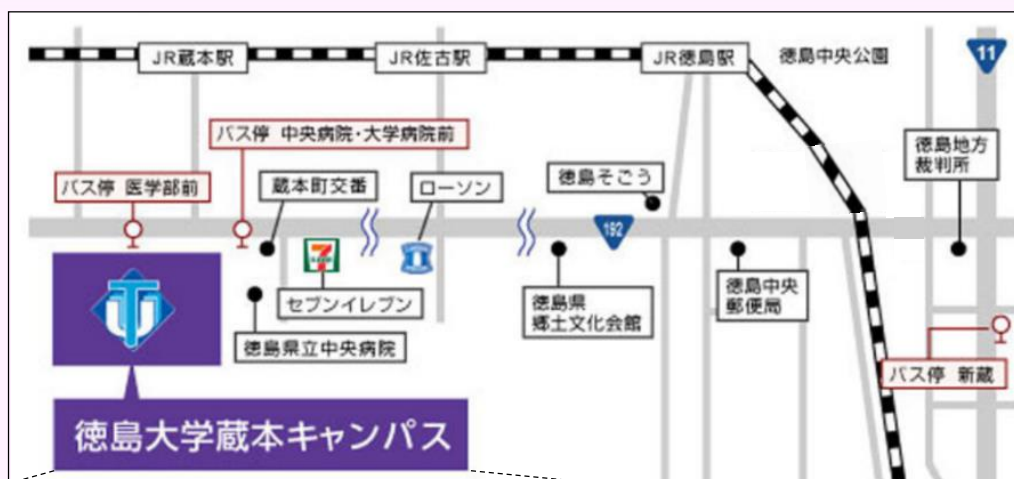 JR蔵本駅
JR佐古駅
JR徳島駅
徳島中央公園
11
バス停 中央病院・大学病院前
徳島地方
裁判所
バス停 医学部前
蔵本町交番
ローソン
徳島そごう
192
セブンイレブン
徳島県
郷土文化会館
徳島中央
郵便局
徳島県立中央病院
バス停 新蔵
徳島大学蔵本キャンパス